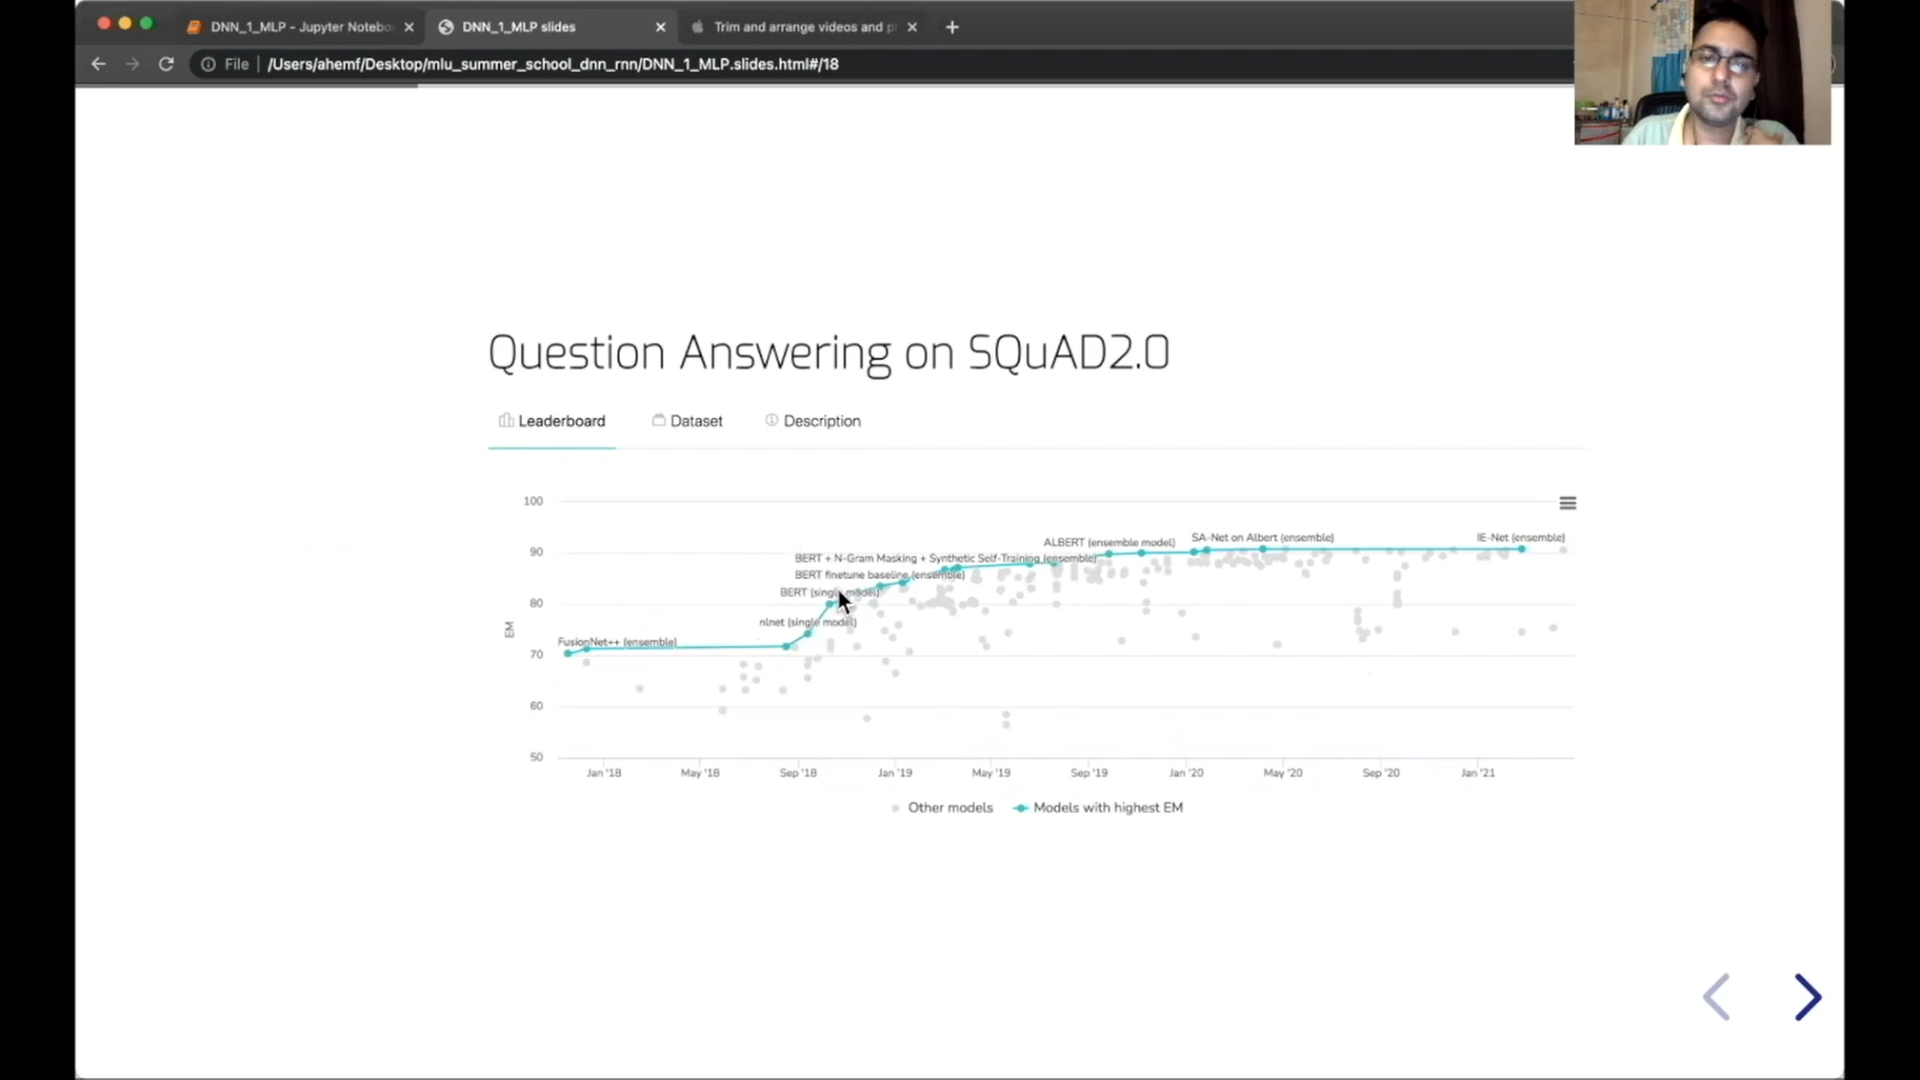 DNN_1_MLP - Jupyter Notebo
DNN_1_MLP slides
Trim and arrange videos and p
File
/Users/ahemf/Desktop/mlu_summer_school_dnn_rnn/DNN_1_MLP.slides.html#/18
Question Answering on SQuAD2.0
Leaderboard
Dataset
Description
100
90
80
70
60
50
EM
ALBERT (ensemble model)
SA-Net on Albert (ensemble)
IE-Net (ensemble)
BERT + N-Gram Masking + Synthetic Self-Training (ensemble)
BERT finetune baseline (ensemble)
BERT (single model)
nlnet (single model)
FusionNet++ (ensemble)
Jan '18
May '18
Sep '18
Jan '19
May '19
Sep '19
Jan '20
May '20
Sep '20
Jan '21
Other models
Models with highest EM